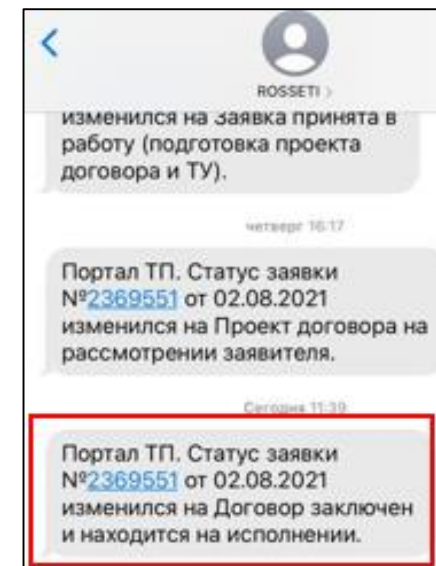 ROSSETI >
изменился на Заявка принята в
работу (подготовка проекта
договора и ТУ).
четверг 16:17
Портал ТП. Статус заявки
№2369551 от 02.08.2021
изменился на Проект договора на
рассмотрении заявителя.
Сегодня 11:39
Портал ТП. Статус заявки
№2369551 от 02.08.2021
изменился на Договор заключен
и находится на исполнении.